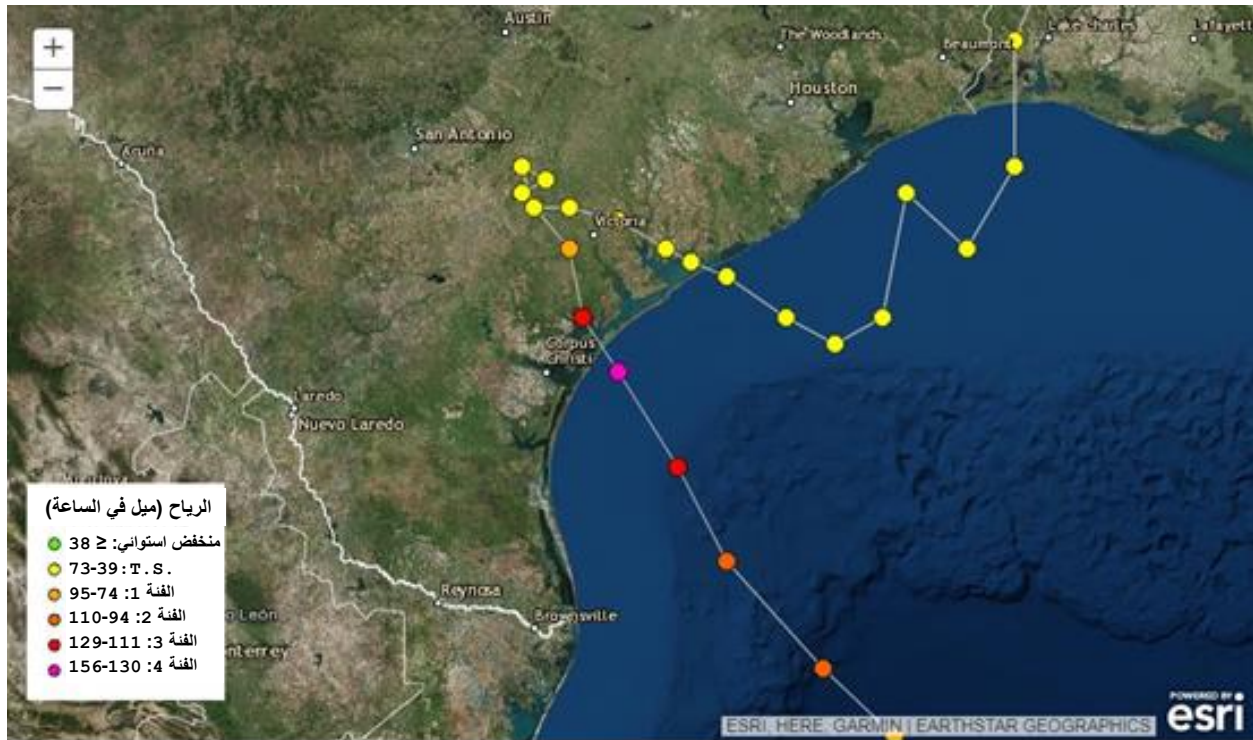 +
−
Austin
The Woodlands
Beaumont
Lake Charles
Lafayett
Houston
San Antonio
Acuña
Victoria
Corpus
Christi
Laredo
Nuevo Laredo
الرياح (ميل في الساعة)
منخفض استوائي: ≤ 38
73-39:T.S.
الفئة 1: 74-95
الفئة 2: 94-110
الفئة 3: 111-129
الفئة 4: 130-156
Reynosa
Brownsville
o León
onterrey
ESRI, HERE, GARMIN | EARTHSTAR GEOGRAPHICS
POWERED BY
esri